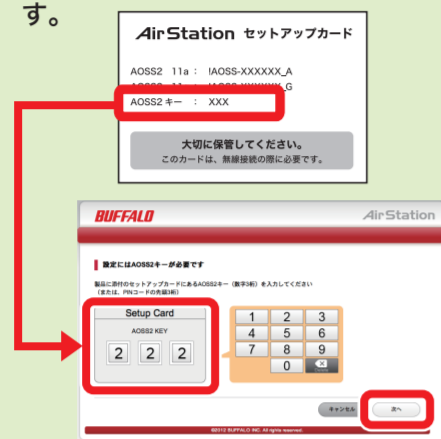 す。
AirStation セットアップカード
AOSS2 11a : !AOSS-XXXXXX_A
AOSS2キー : XXX
大切に保管してください。
このカードは、無線接続の際に必要です。
BUFFALO
AirStation
設定にはAOSS2キーが必要です
製品に添付のセットアップカードにあるAOSS2キー(数字3桁)を入力してください
(または、PINコードの先頭3桁)
Setup Card
AOSS2 KEY
2 2 2
1 2 3
4 5 6
7 8 9
0
キャンセル
次へ
©2012 BUFFALO INC. All rights reserved.